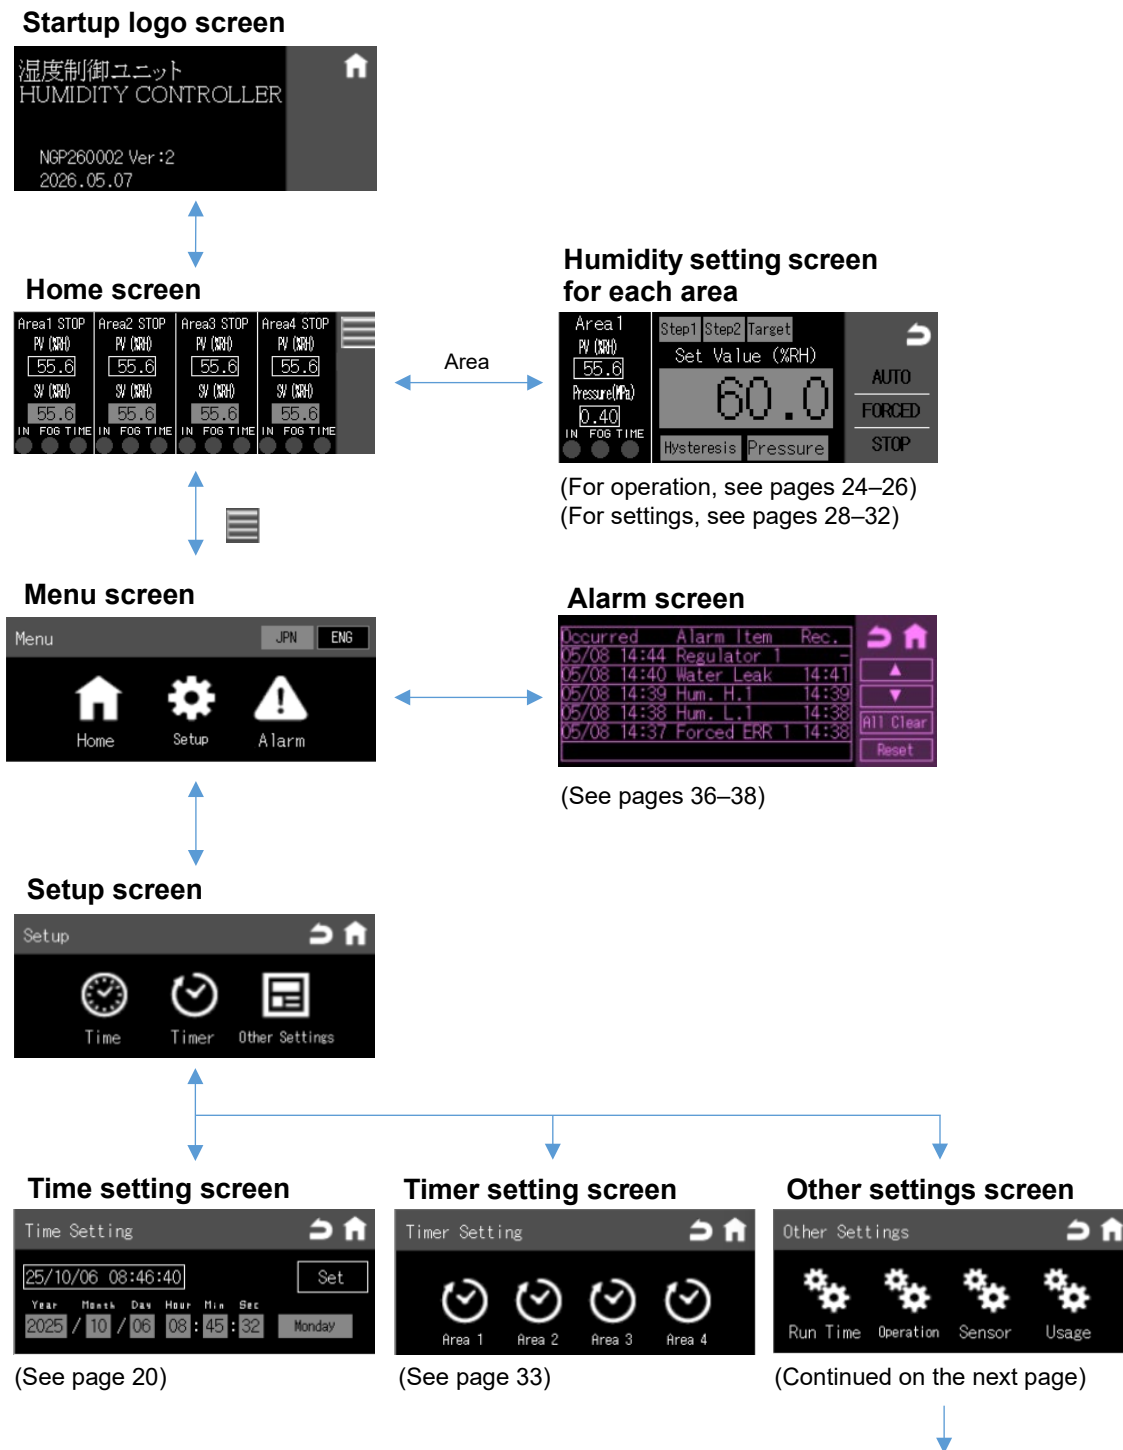 Startup logo screen
湿度制御ユニット
HUMIDITY CONTROLLER
NGP260002 Ver:2
2026.05.07
Home screen
Area1 STOP Area2 STOP Area3 STOP Area4 STOP
PV (%RH) PV (%RH) PV (%RH) PV (%RH)
55.6 55.6 55.6 55.6
SV (%RH) SV (%RH) SV (%RH) SV (%RH)
55.6 55.6 55.6 55.6
IN FOG TIME IN FOG TIME IN FOG TIME IN FOG TIME
Area
Humidity setting screen
for each area
Area1
PV (%RH)
55.6
Pressure(MPa)
0.40
IN FOG TIME
Step1 Step2 Target
Set Value (%RH)
60.0
Hysteresis Pressure
AUTO
FORCED
STOP
(For operation, see pages 24–26)
(For settings, see pages 28–32)
Menu screen
Menu JPN ENG
Home Setup Alarm
Alarm screen
Occurred Alarm Item Rec.
05/08 14:44 Regulator 1 -
05/08 14:40 Water Leak 14:41
05/08 14:39 Hum. H.1 14:39
05/08 14:38 Hum. L.1 14:38
05/08 14:37 Forced ERR 1 14:38
▲
▼
All Clear
Reset
(See pages 36–38)
Setup screen
Setup
Time Timer Other Settings
Time setting screen
Time Setting
25/10/06 08:46:40 Set
Year Month Day Hour Min Sec
2025 / 10 / 06 08 : 45 : 32 Monday
(See page 20)
Timer setting screen
Timer Setting
Area 1 Area 2 Area 3 Area 4
(See page 33)
Other settings screen
Other Settings
Run Time Operation Sensor Usage
(Continued on the next page)